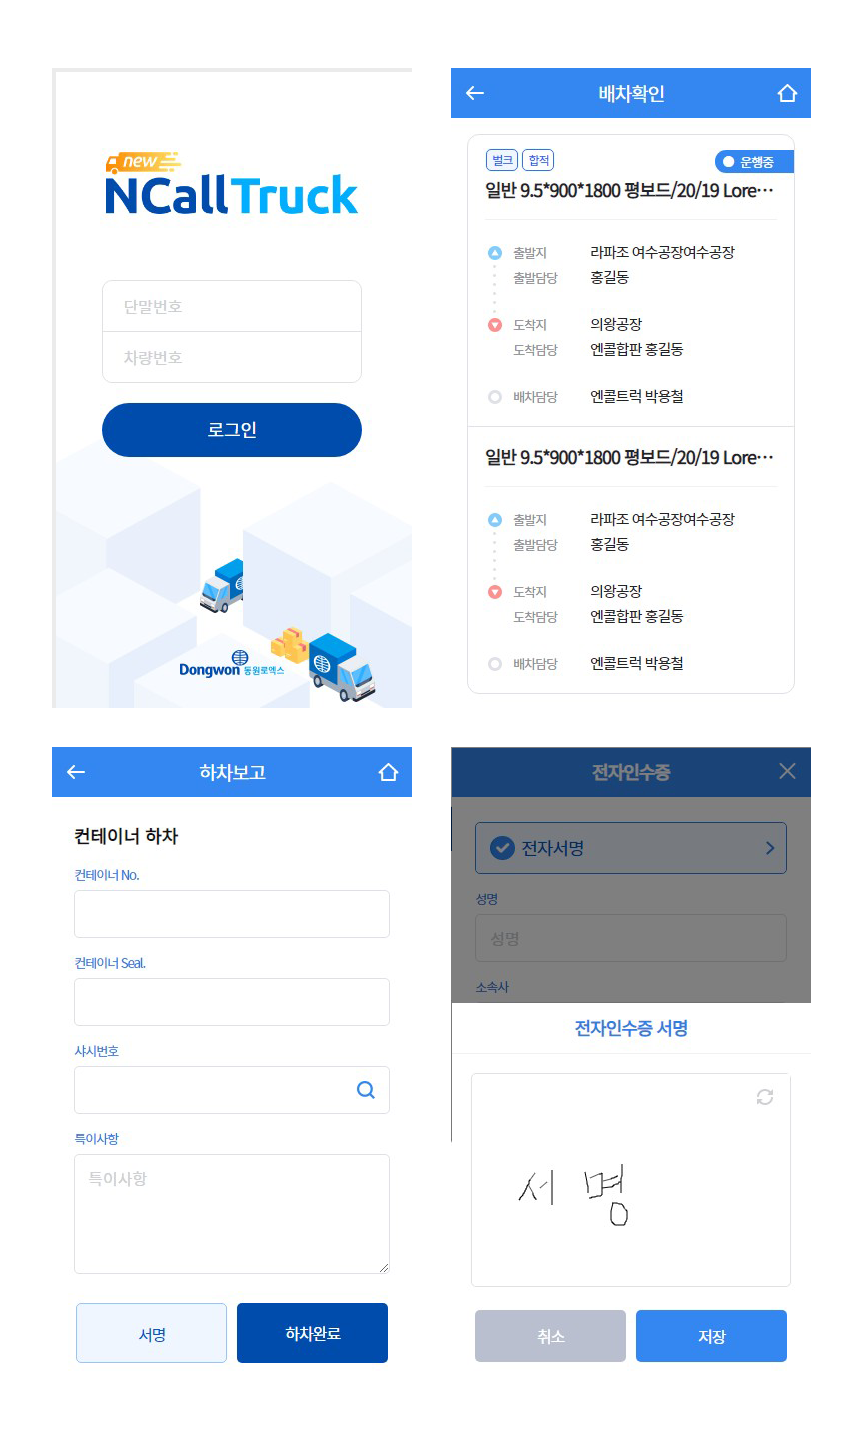 new
NCallTruck
단말번호
차량번호
로그인
Dongwon 동원로엑스
배차확인
벌크 합적
운행중
일반 9.5*900*1800 평보드/20/19 Lore…
출발지 라파조 여수공장여수공장
출발담당 홍길동
도착지 의왕공장
도착담당 엔콜합판 홍길동
배차담당 엔콜트럭 박용철
일반 9.5*900*1800 평보드/20/19 Lore…
출발지 라파조 여수공장여수공장
출발담당 홍길동
도착지 의왕공장
도착담당 엔콜합판 홍길동
배차담당 엔콜트럭 박용철
하차보고
컨테이너 하차
컨테이너 No.
컨테이너 Seal.
샤시번호
특이사항
특이사항
서명
하차완료
전자인수증
전자서명
성명
성명
소속사
전자인수증 서명
서 명
취소
저장